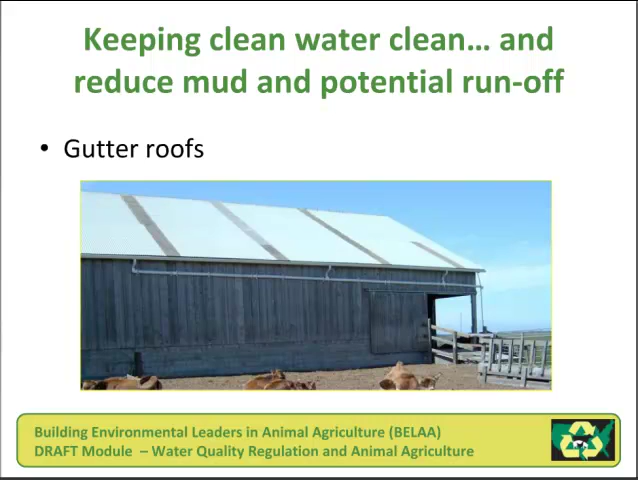 Keeping clean water clean... and
reduce mud and potential run-off
• Gutter roofs
Building Environmental Leaders in Animal Agriculture (BELAA)
DRAFT Module – Water Quality Regulation and Animal Agriculture